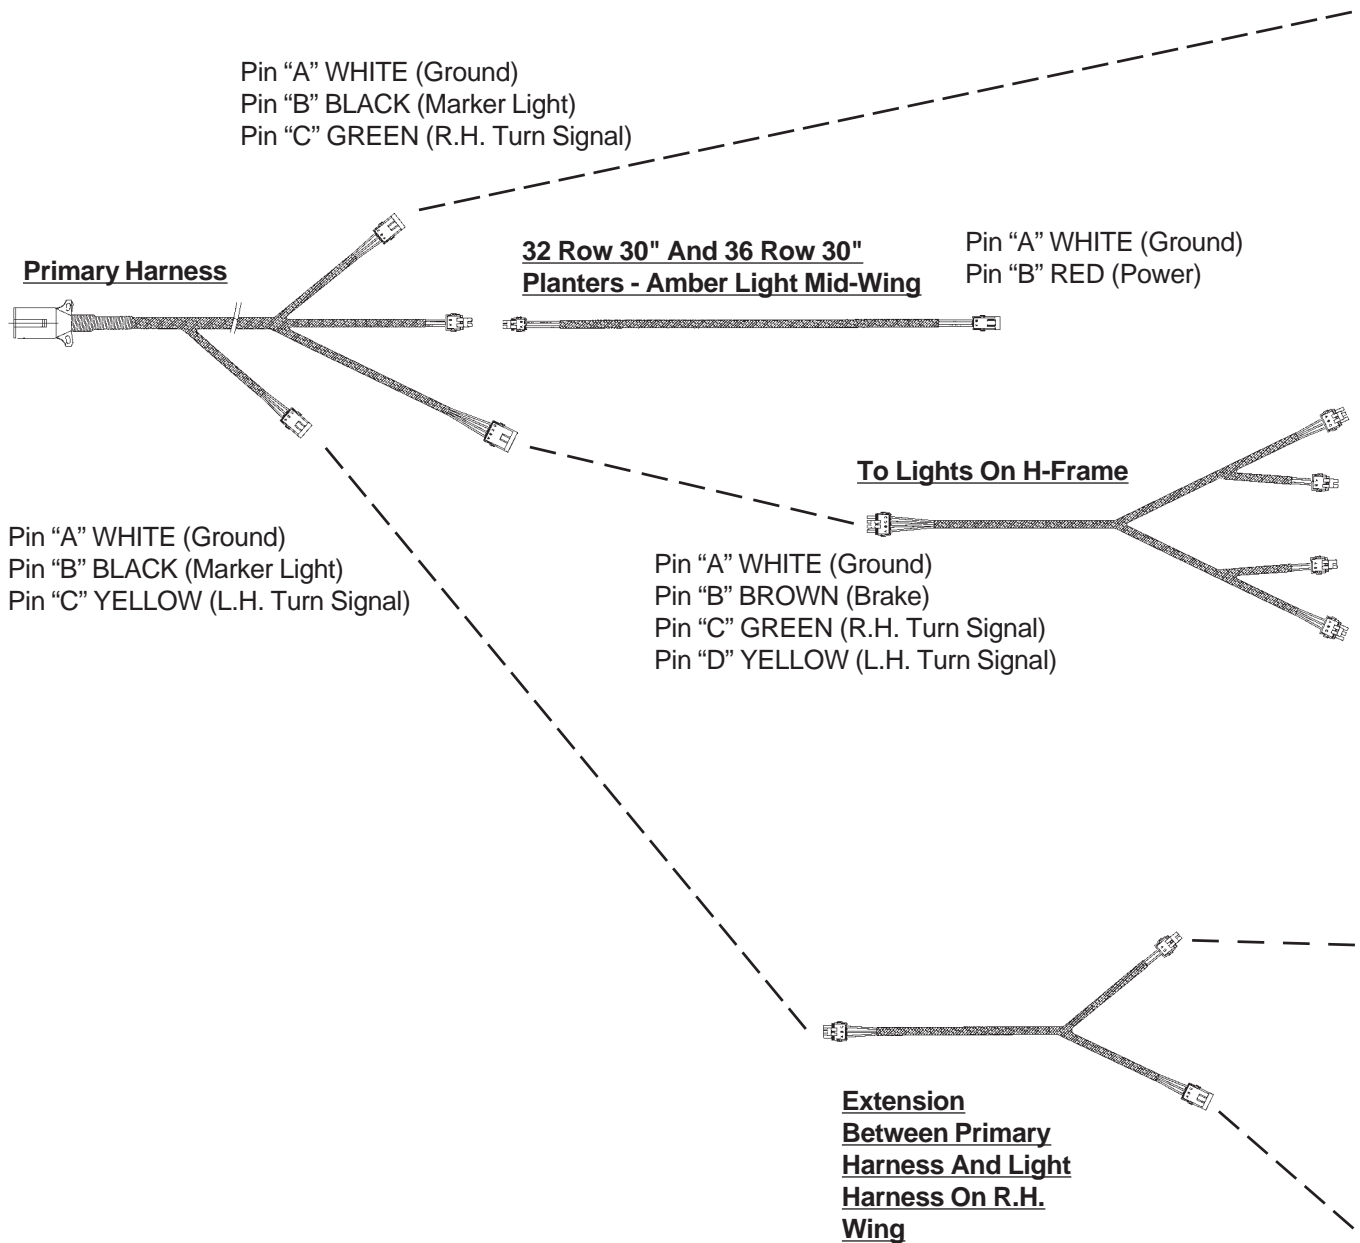 Pin “A” WHITE (Ground)
Pin “B” BLACK (Marker Light)
Pin “C” GREEN (R.H. Turn Signal)
Primary Harness
32 Row 30" And 36 Row 30"
Planters - Amber Light Mid-Wing
Pin “A” WHITE (Ground)
Pin “B” RED (Power)
To Lights On H-Frame
Pin “A” WHITE (Ground)
Pin “B” BLACK (Marker Light)
Pin “C” YELLOW (L.H. Turn Signal)
Pin “A” WHITE (Ground)
Pin “B” BROWN (Brake)
Pin “C” GREEN (R.H. Turn Signal)
Pin “D” YELLOW (L.H. Turn Signal)
Extension
Between Primary
Harness And Light
Harness On R.H.
Wing